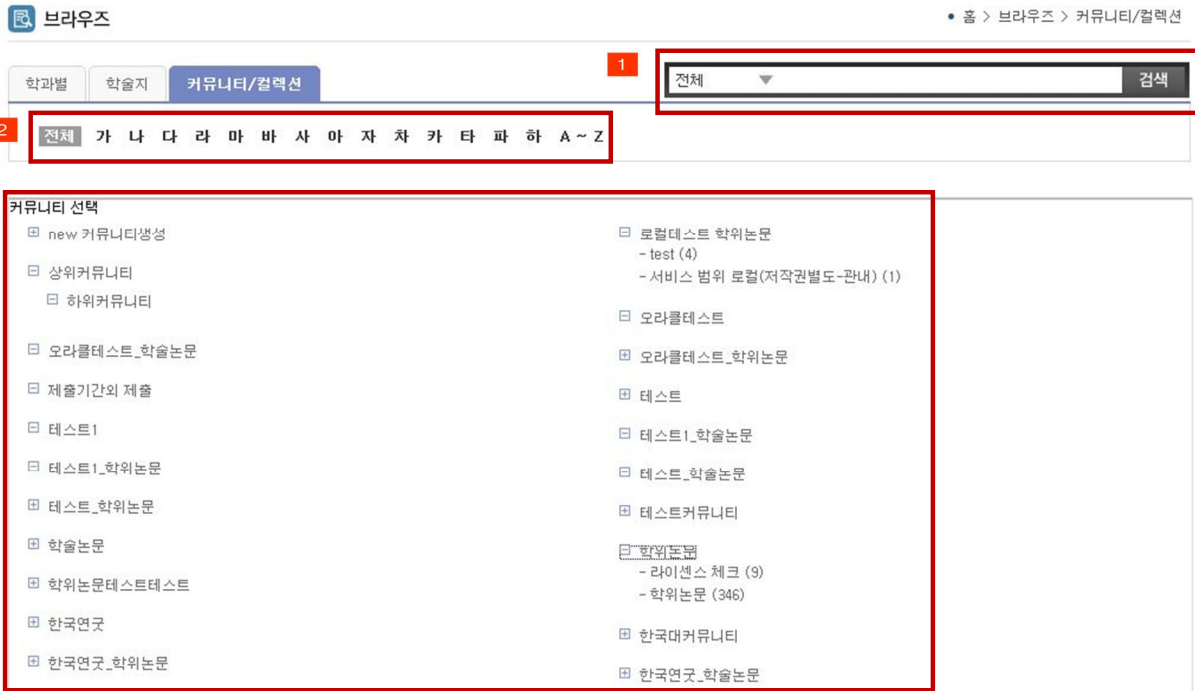 브라우즈
• 홈 > 브라우즈 > 커뮤니티/컬렉션
학과별 학술지 커뮤니티/컬렉션
1
전체 검색
2
전체 가 나 다 라 마 바 사 아 자 차 카 타 파 하 A ~ Z
커뮤니티 선택
new 커뮤니티생성
상위커뮤니티
하위커뮤니티
오라클테스트_학술논문
제출기간외 제출
테스트1
테스트1_학위논문
테스트_학위논문
학술논문
학위논문테스트테스트
한국연굿
한국연굿_학위논문
로컬테스트 학위논문
- test (4)
- 서비스 범위 로컬(저작권별도-관내) (1)
오라클테스트
오라클테스트_학위논문
테스트
테스트1_학술논문
테스트_학술논문
테스트커뮤니티
학위논문
- 라이센스 체크 (9)
- 학위논문 (346)
한국대커뮤니티
한국연굿_학술논문